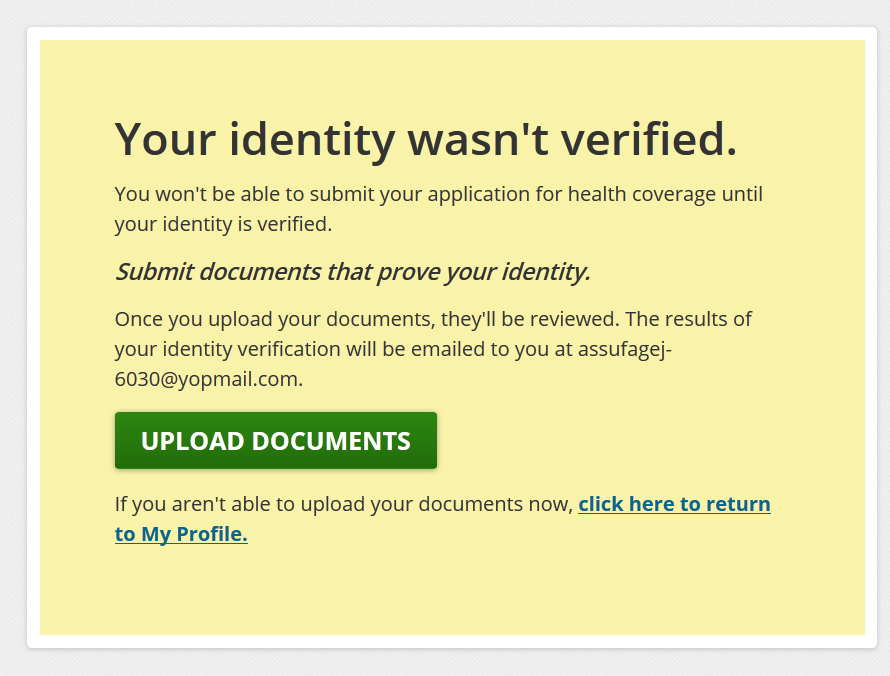 Your identity wasn't verified.
You won't be able to submit your application for health coverage until
your identity is verified.
Submit documents that prove your identity.
Once you upload your documents, they'll be reviewed. The results of
your identity verification will be emailed to you at assufagej-
6030@yopmail.com.
UPLOAD DOCUMENTS
If you aren't able to upload your documents now, click here to return
to My Profile.